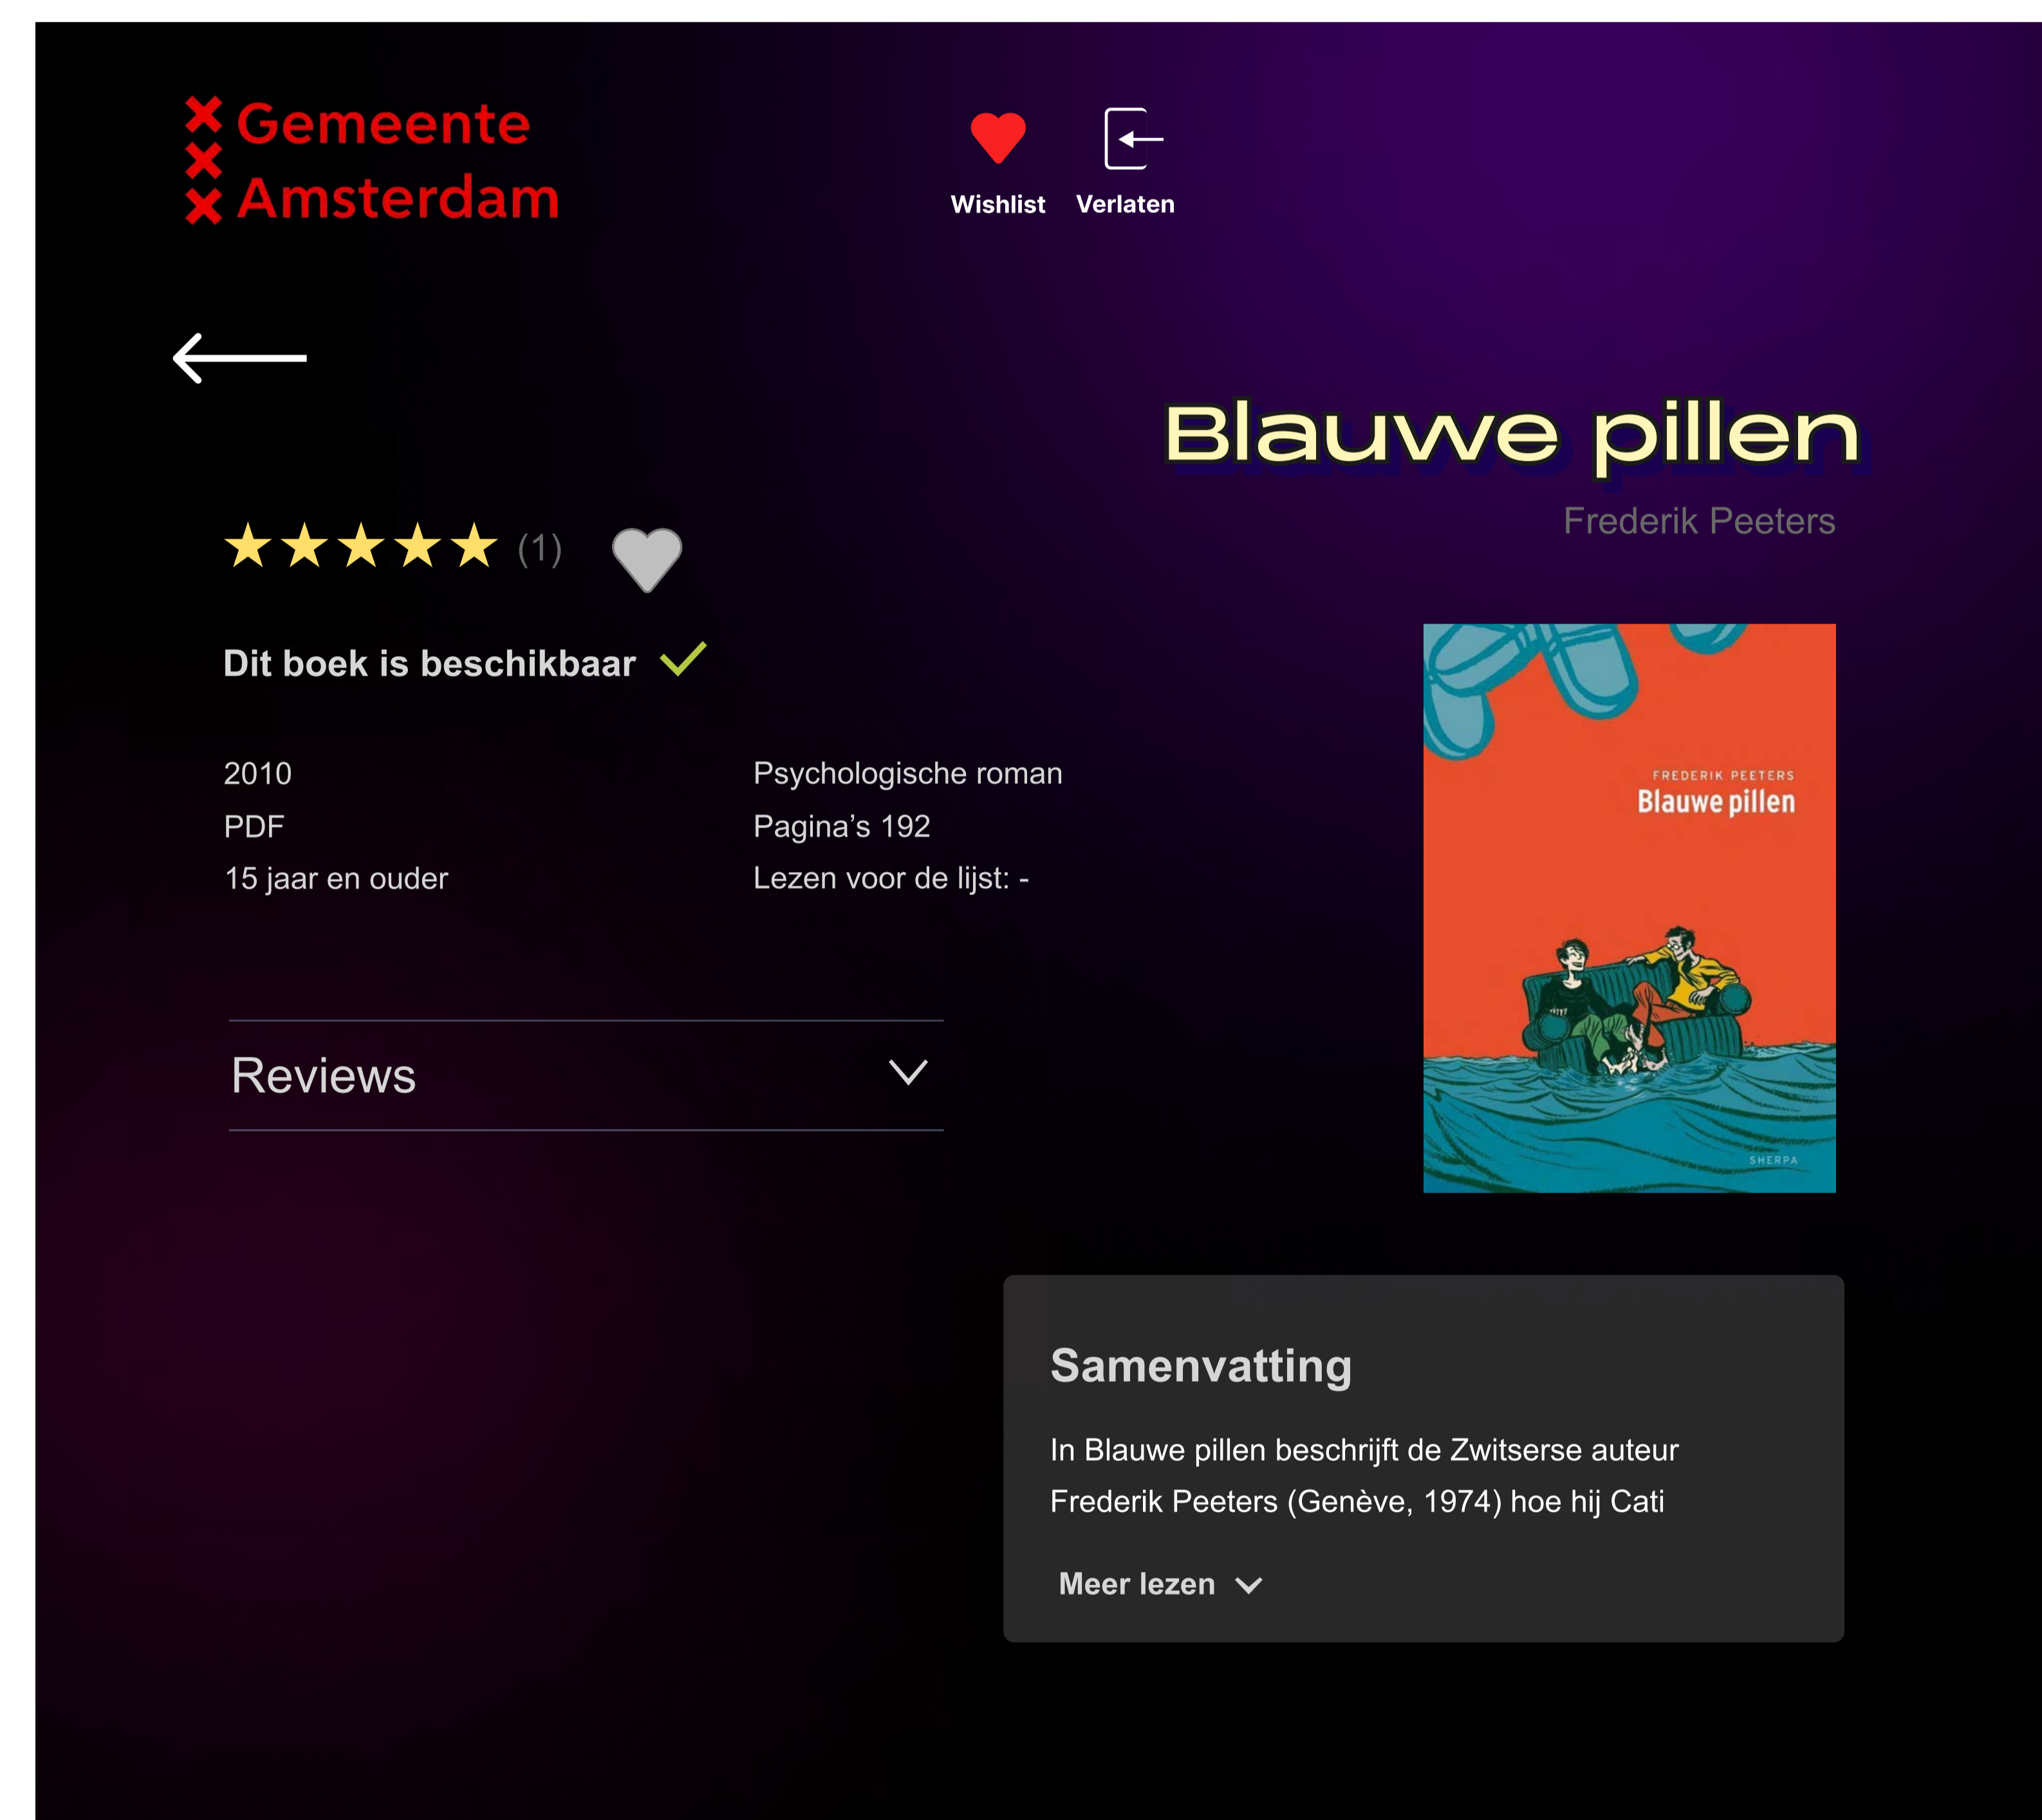 Gemeente
Amsterdam
Wishlist
Verlaten
Blauwe pillen
Frederik Peeters
(1)
Dit boek is beschikbaar
2010
PDF
15 jaar en ouder
Psychologische roman
Pagina’s 192
Lezen voor de lijst: -
FREDERIK PEETERS
Blauwe pillen
SHERPA
Reviews
Samenvatting
In Blauwe pillen beschrijft de Zwitserse auteur
Frederik Peeters (Genève, 1974) hoe hij Cati
Meer lezen